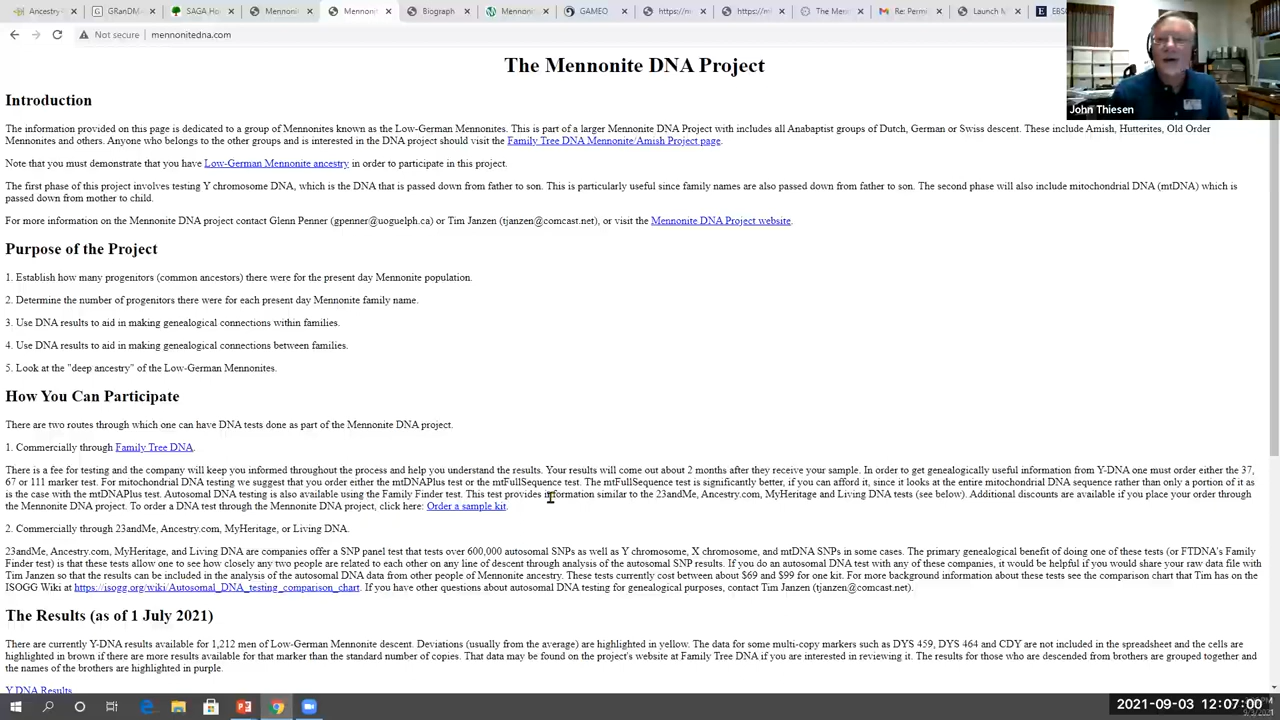 Ancestry
GRanDM
SAGA Ho
Mennoni
Mennoni
Biograph
Mennoni
GAMEO
https://m
https://m
The Men
Re: Permi
Launch M
EBS
Not secure
mennonitedna.com
John Thiesen
The Mennonite DNA Project
Introduction
The information provided on this page is dedicated to a group of Mennonites known as the Low-German Mennonites. This is part of a larger Mennonite DNA Project with includes all Anabaptist groups of Dutch, German or Swiss descent. These include Amish, Hutterites, Old Order
Mennonites and others. Anyone who belongs to the other groups and is interested in the DNA project should visit the Family Tree DNA Mennonite/Amish Project page.
Note that you must demonstrate that you have Low-German Mennonite ancestry in order to participate in this project.
The first phase of this project involves testing Y chromosome DNA, which is the DNA that is passed down from father to son. This is particularly useful since family names are also passed down from father to son. The second phase will also include mitochondrial DNA (mtDNA) which is
passed down from mother to child.
For more information on the Mennonite DNA project contact Glenn Penner (gpenner@uoguelph.ca) or Tim Janzen (tjanzen@comcast.net), or visit the Mennonite DNA Project website.
Purpose of the Project
1. Establish how many progenitors (common ancestors) there were for the present day Mennonite population.
2. Determine the number of progenitors there were for each present day Mennonite family name.
3. Use DNA results to aid in making genealogical connections within families.
4. Use DNA results to aid in making genealogical connections between families.
5. Look at the "deep ancestry" of the Low-German Mennonites.
How You Can Participate
There are two routes through which one can have DNA tests done as part of the Mennonite DNA project.
1. Commercially through Family Tree DNA.
There is a fee for testing and the company will keep you informed throughout the process and help you understand the results. Your results will come out about 2 months after they receive your sample. In order to get genealogically useful information from Y-DNA one must order either the 37,
67 or 111 marker test. For mitochondrial DNA testing we suggest that you order either the mtDNAPlus test or the mtFullSequence test. The mtFullSequence test is significantly better, if you can afford it, since it looks at the entire mitochondrial DNA sequence rather than only a portion of it as
is the case with the mtDNAPlus test. Autosomal DNA testing is also available using the Family Finder test. This test provides information similar to the 23andMe, Ancestry.com, MyHeritage and Living DNA tests (see below). Additional discounts are available if you place your order through
the Mennonite DNA project. To order a DNA test through the Mennonite DNA project, click here: Order a sample kit.
2. Commercially through 23andMe, Ancestry.com, MyHeritage, or Living DNA.
23andMe, Ancestry.com, MyHeritage, and Living DNA are companies offer a SNP panel test that tests over 600,000 autosomal SNPs as well as Y chromosome, X chromosome, and mtDNA SNPs in some cases. The primary genealogical benefit of doing one of these tests (or FTDNA's Family
Finder test) is that these tests allow one to see how closely any two people are related to each other on any line of descent through analysis of the autosomal SNP results. If you do an autosomal DNA test with any of these companies, it would be helpful if you would share your raw data file with
Tim Janzen so that the results can be included in the analysis of the autosomal DNA data from other people of Mennonite ancestry. These tests currently cost between about $69 and $99 for one kit. For more background information about these tests see the comparison chart that Tim has on the
ISOGG Wiki at https://isogg.org/wiki/Autosomal_DNA_testing_comparison_chart. If you have other questions about autosomal DNA testing for genealogical purposes, contact Tim Janzen (tjanzen@comcast.net).
The Results (as of 1 July 2021)
There are currently Y-DNA results available for 1,212 men of Low-German Mennonite descent. Deviations (usually from the average) are highlighted in yellow. The data for some multi-copy markers such as DYS 459, DYS 464 and CDY are not included in the spreadsheet and the cells are
highlighted in brown if there are more results available for that marker than the standard number of copies. That data may be found on the project's website at Family Tree DNA if you are interested in reviewing it. The results for those who are descended from brothers are grouped together and
the names of the brothers are highlighted in purple.
Y DNA Results
2021-09-03 12:07:00